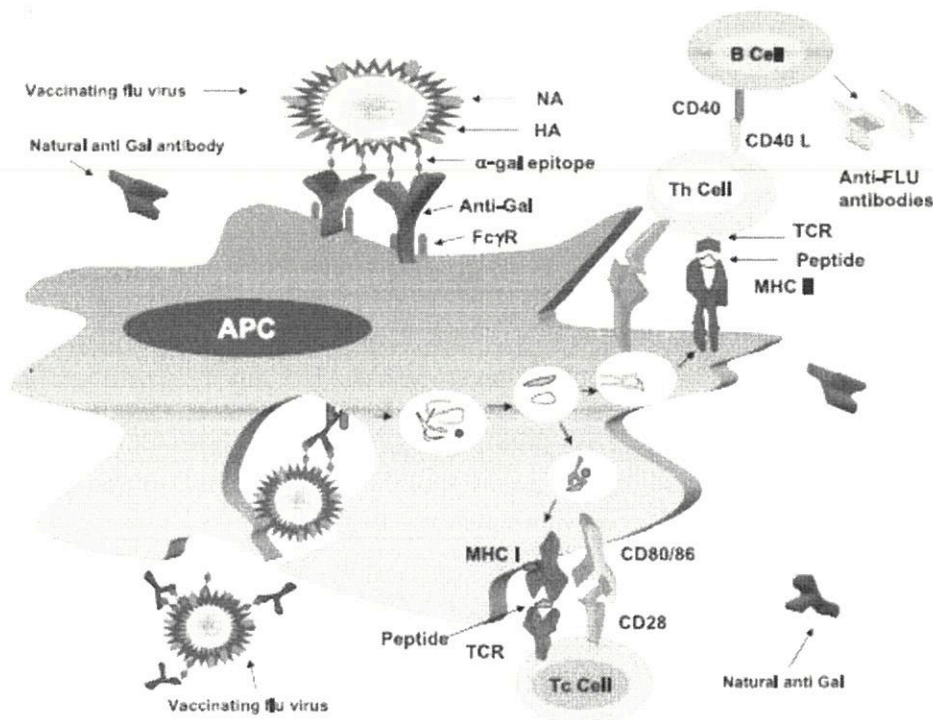 B Cell
Vaccinating flu virus
NA
CD40
HA
CD40 L
Natural anti Gal antibody
α-gal epitope
Anti-FLU
antibodies
Th Cell
Anti-Gal
TCR
FcγR
Peptide
MHC II
APC
MHC I
CD80/86
CD28
Peptide
TCR
Tc Cell
Natural anti Gal
Vaccinating flu virus